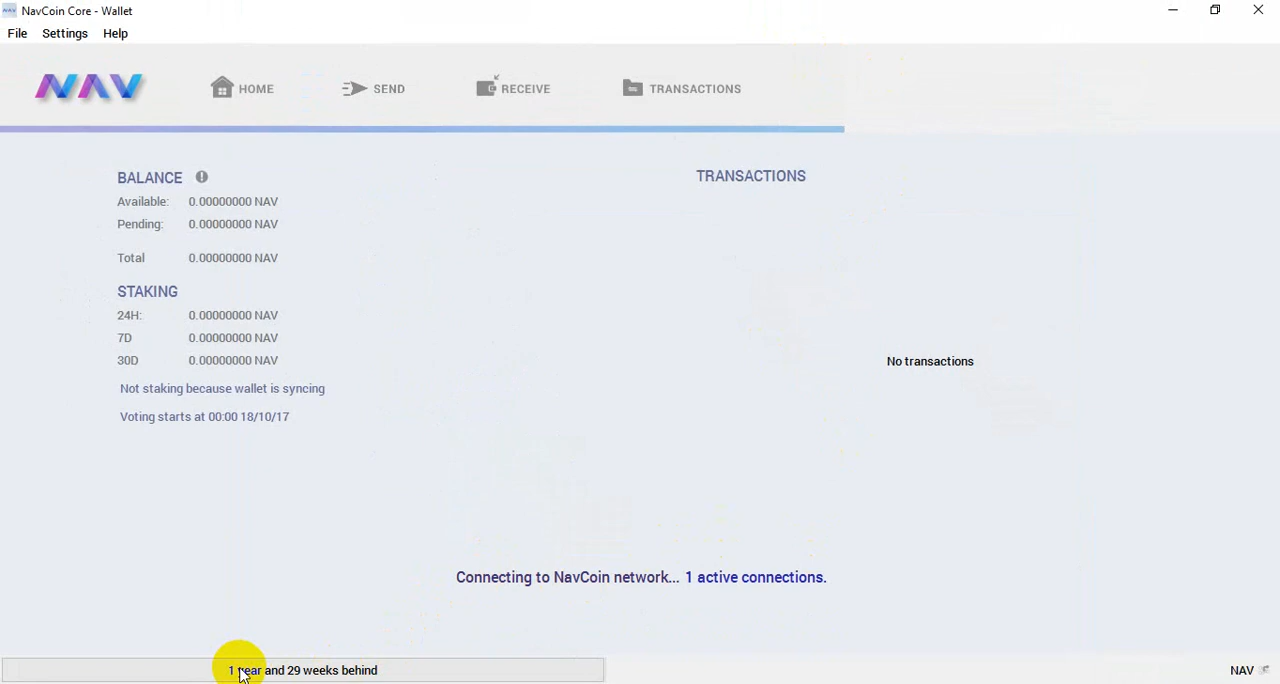 NavCoin Core - Wallet
File Settings Help
NAV HOME SEND RECEIVE TRANSACTIONS
BALANCE
Available: 0.00000000 NAV
Pending: 0.00000000 NAV
Total 0.00000000 NAV
STAKING
24H: 0.00000000 NAV
7D 0.00000000 NAV
30D 0.00000000 NAV
Not staking because wallet is syncing
Voting starts at 00:00 18/10/17
TRANSACTIONS
No transactions
Connecting to NavCoin network... 1 active connections.
1 year and 29 weeks behind
NAV